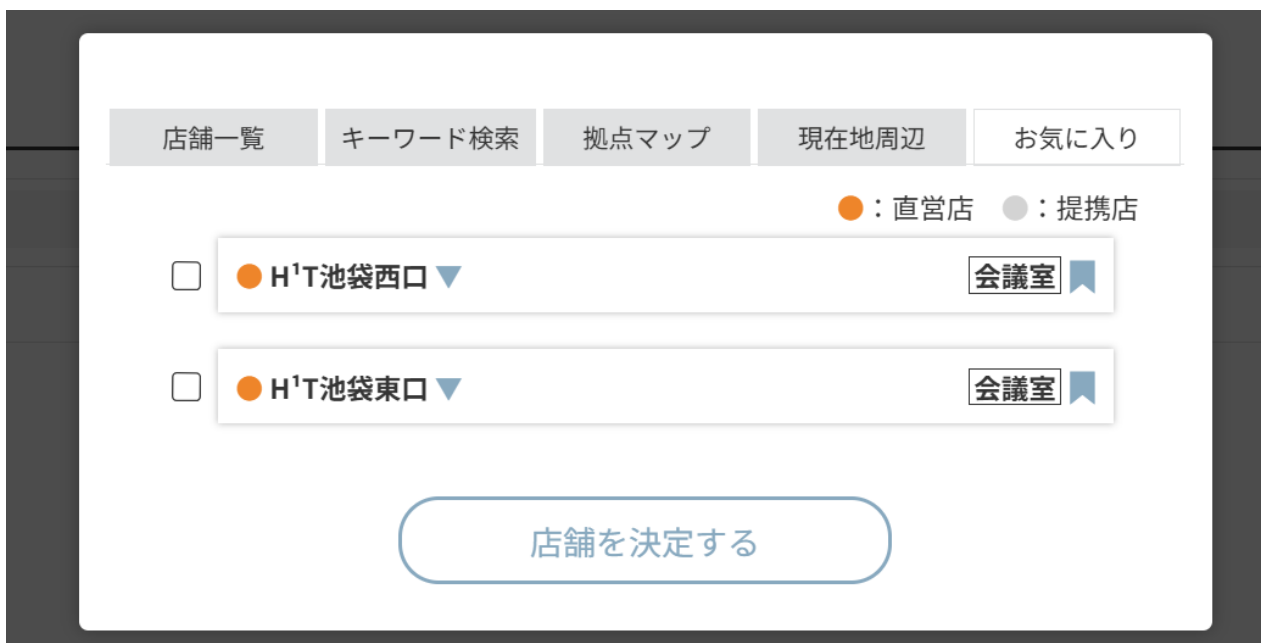 店舗一覧 キーワード検索 拠点マップ 現在地周辺 お気に入り
：直営店 ：提携店
H¹T池袋西口 会議室
H¹T池袋東口 会議室
店舗を決定する